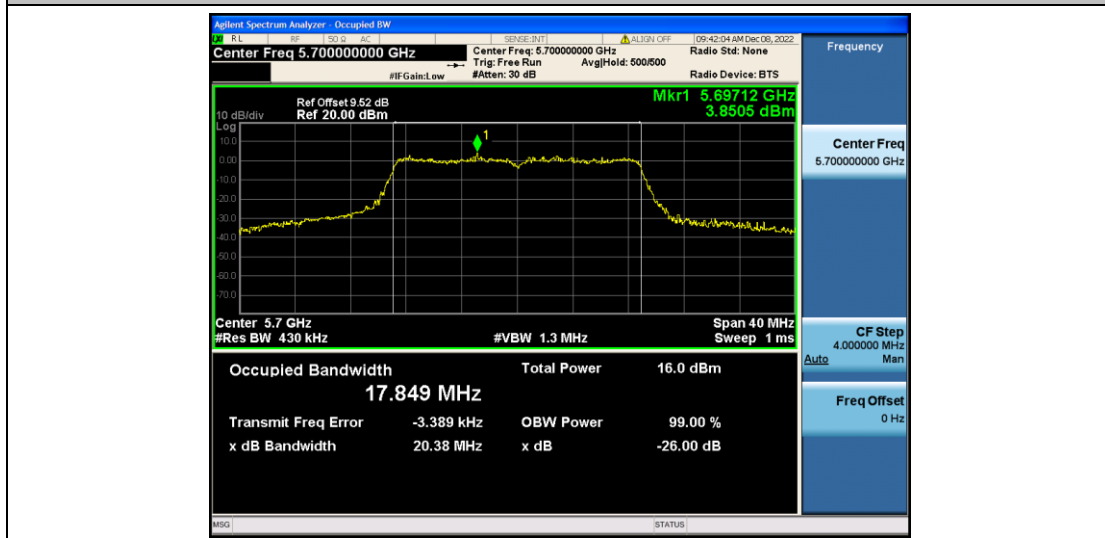 Agilent Spectrum Analyzer - Occupied BW
RL RF 50 Ω AC SENSE:INT ALIGN OFF 09:42:04 AM Dec 08, 2022
Center Freq 5.700000000 GHz
Center Freq: 5.700000000 GHz Radio Std: None
Trig: Free Run Avg|Hold: 500/500
#IFGain:Low #Atten: 30 dB Radio Device: BTS
Frequency
Mkr1 5.69712 GHz
3.8505 dBm
Ref Offset 9.52 dB
10 dB/div Ref 20.00 dBm
Log
10.0
0.00
-10.0
-20.0
-30.0
-40.0
-50.0
-60.0
-70.0
1
Center Freq
5.700000000 GHz
Center 5.7 GHz Span 40 MHz
#Res BW 430 kHz #VBW 1.3 MHz Sweep 1 ms
CF Step
4.000000 MHz
Auto Man
Occupied Bandwidth Total Power 16.0 dBm
17.849 MHz
Freq Offset
0 Hz
Transmit Freq Error -3.389 kHz OBW Power 99.00 %
x dB Bandwidth 20.38 MHz x dB -26.00 dB
MSG STATUS